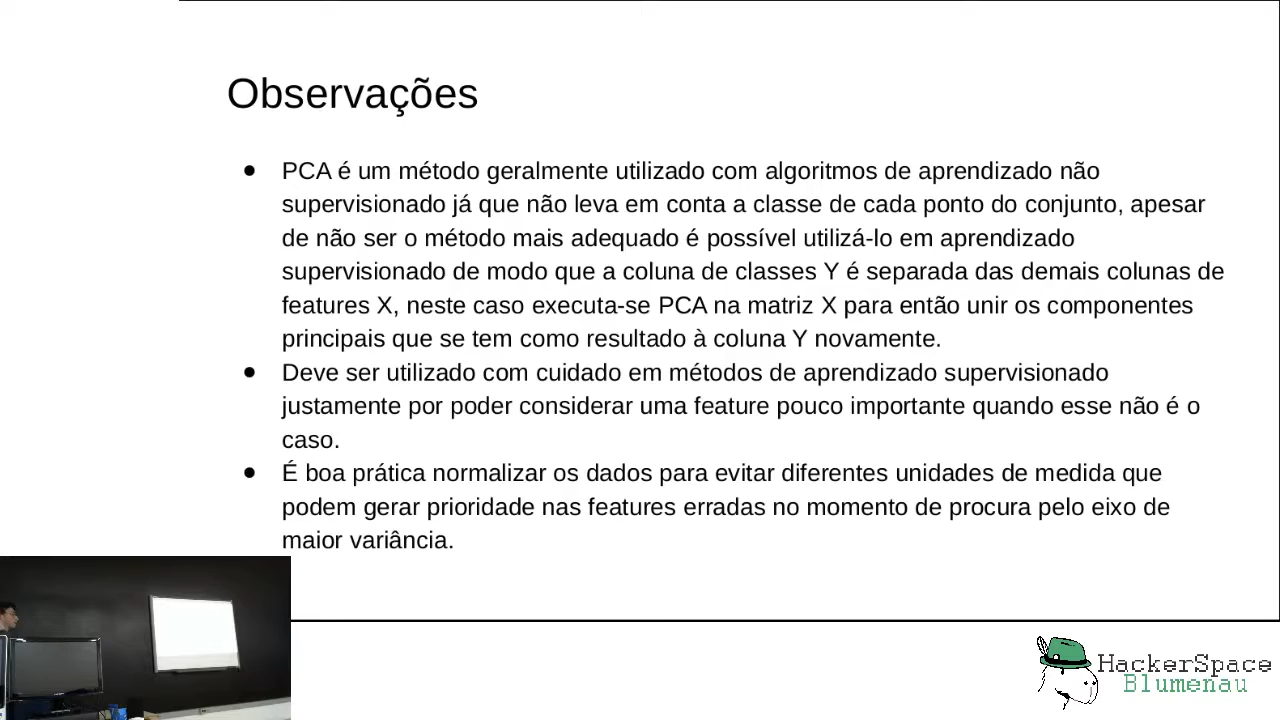 Observações
● PCA é um método geralmente utilizado com algoritmos de aprendizado não
supervisionado já que não leva em conta a classe de cada ponto do conjunto, apesar
de não ser o método mais adequado é possível utilizá-lo em aprendizado
supervisionado de modo que a coluna de classes Y é separada das demais colunas de
features X, neste caso executa-se PCA na matriz X para então unir os componentes
principais que se tem como resultado à coluna Y novamente.
● Deve ser utilizado com cuidado em métodos de aprendizado supervisionado
justamente por poder considerar uma feature pouco importante quando esse não é o
caso.
● É boa prática normalizar os dados para evitar diferentes unidades de medida que
podem gerar prioridade nas features erradas no momento de procura pelo eixo de
maior variância.
HackerSpace
Blumenau